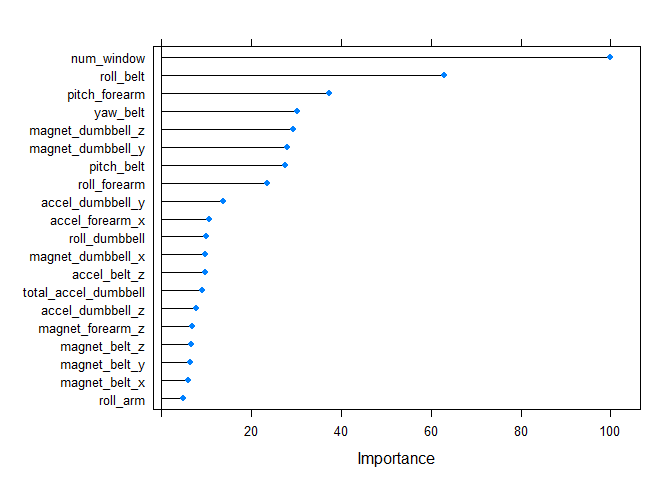 num_window
roll_belt
pitch_forearm
yaw_belt
magnet_dumbbell_z
magnet_dumbbell_y
pitch_belt
roll_forearm
accel_dumbbell_y
accel_forearm_x
roll_dumbbell
magnet_dumbbell_x
accel_belt_z
total_accel_dumbbell
accel_dumbbell_z
magnet_forearm_z
magnet_belt_z
magnet_belt_y
magnet_belt_x
roll_arm
20 40 60 80 100
Importance